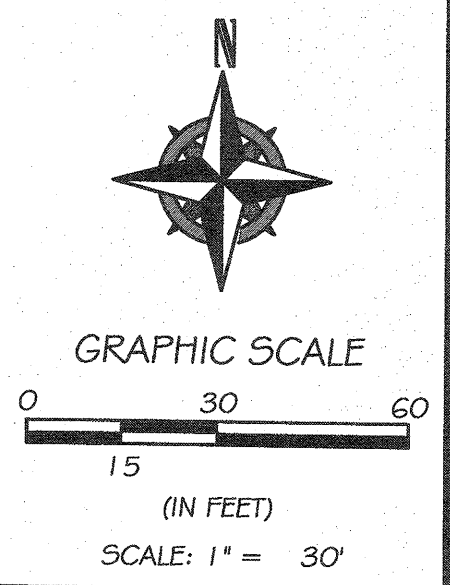 N
GRAPHIC SCALE
0 30 60
15
(IN FEET)
SCALE: 1" = 30'